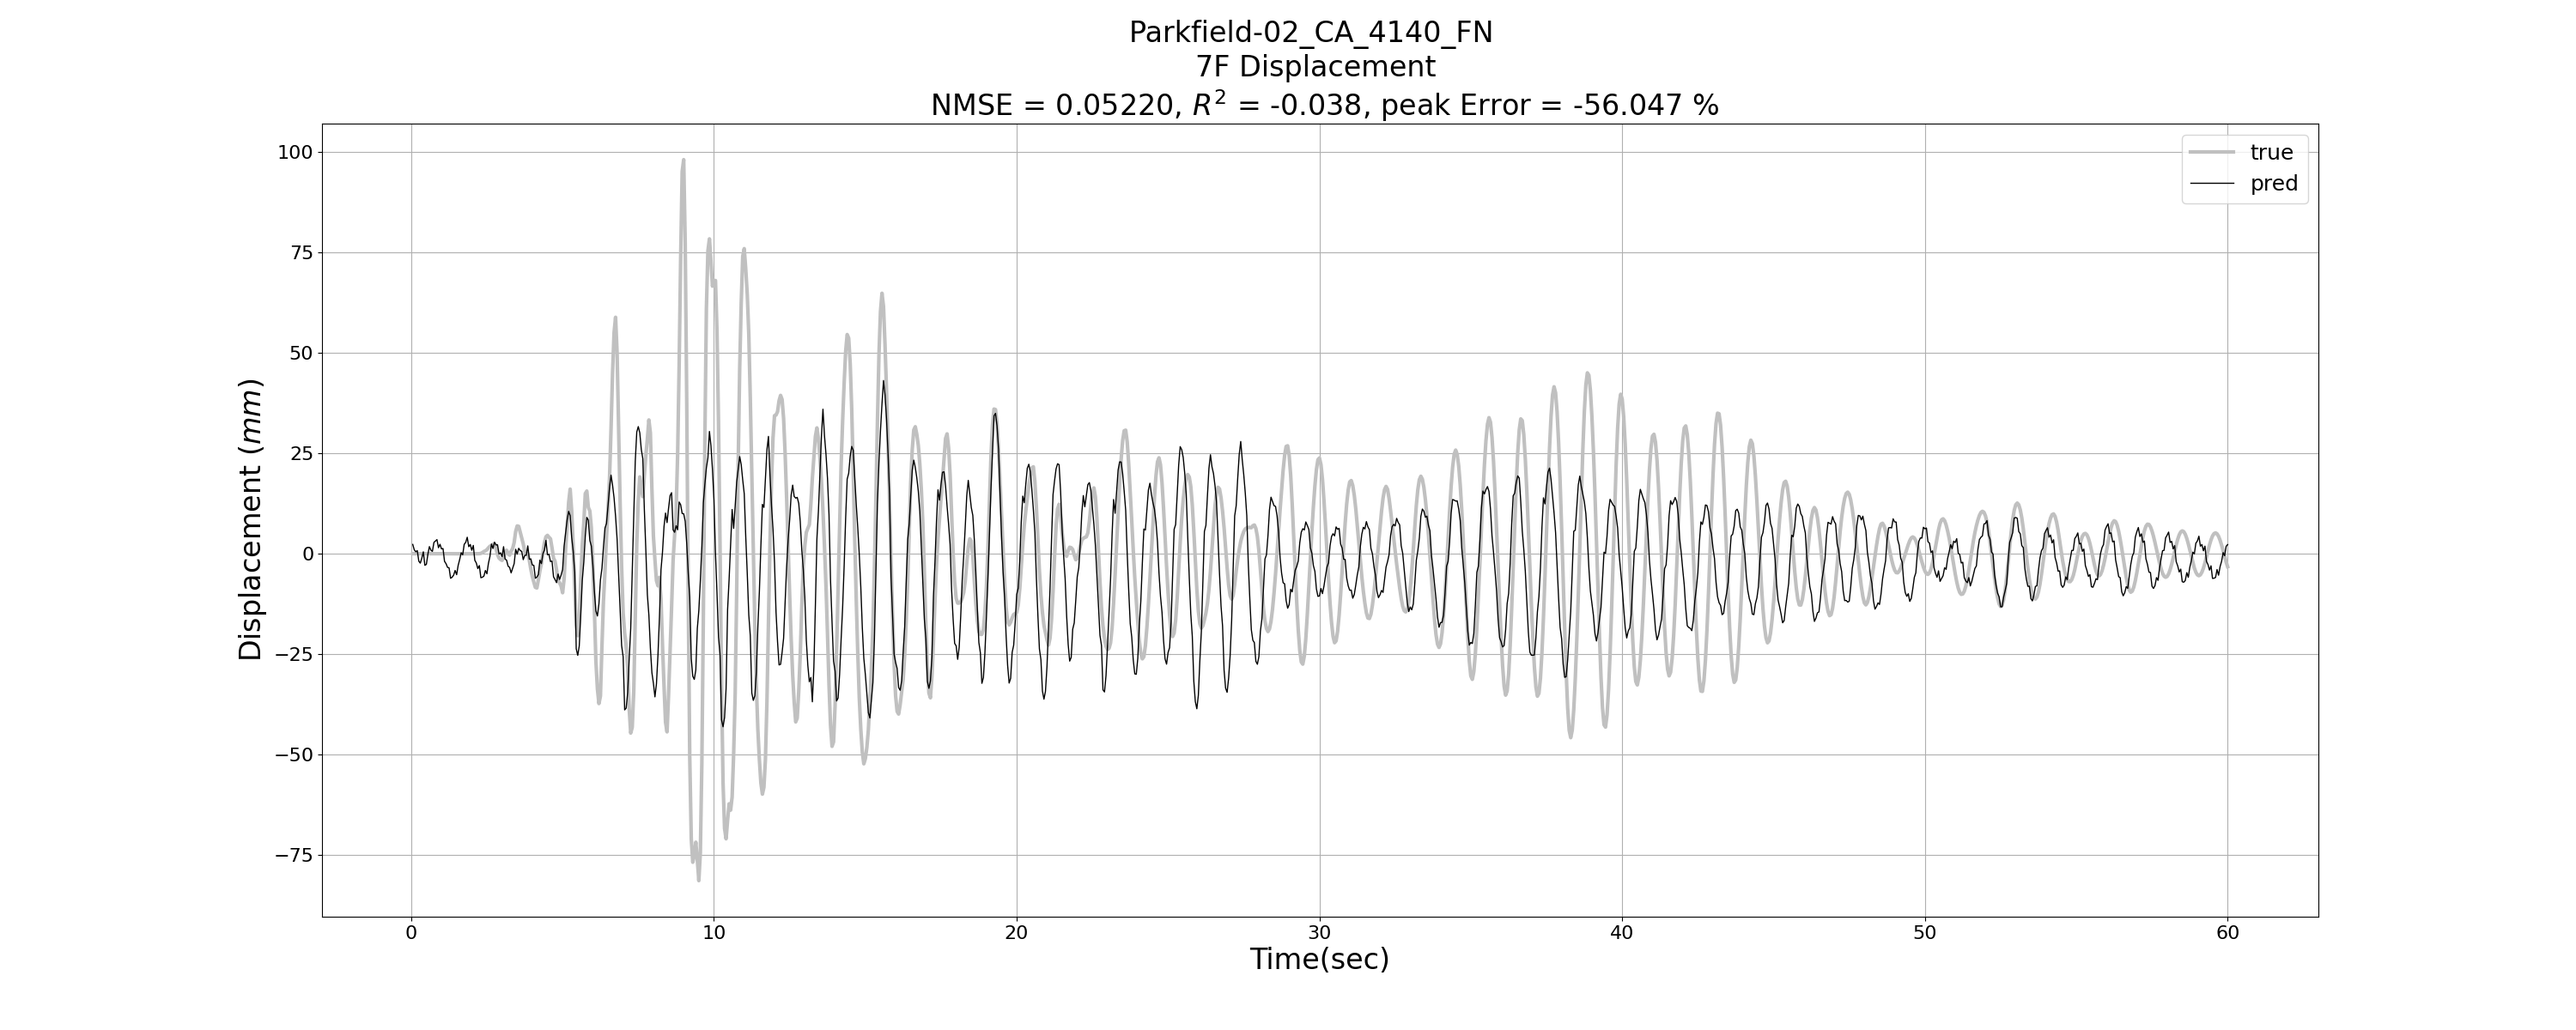 Parkfield-02_CA_4140_FN
7F Displacement
NMSE = 0.05220, R² = -0.038, peak Error = -56.047 %
100
75
50
25
0
−25
−50
−75
Displacement (mm)
true
pred
0 10 20 30 40 50 60
Time(sec)